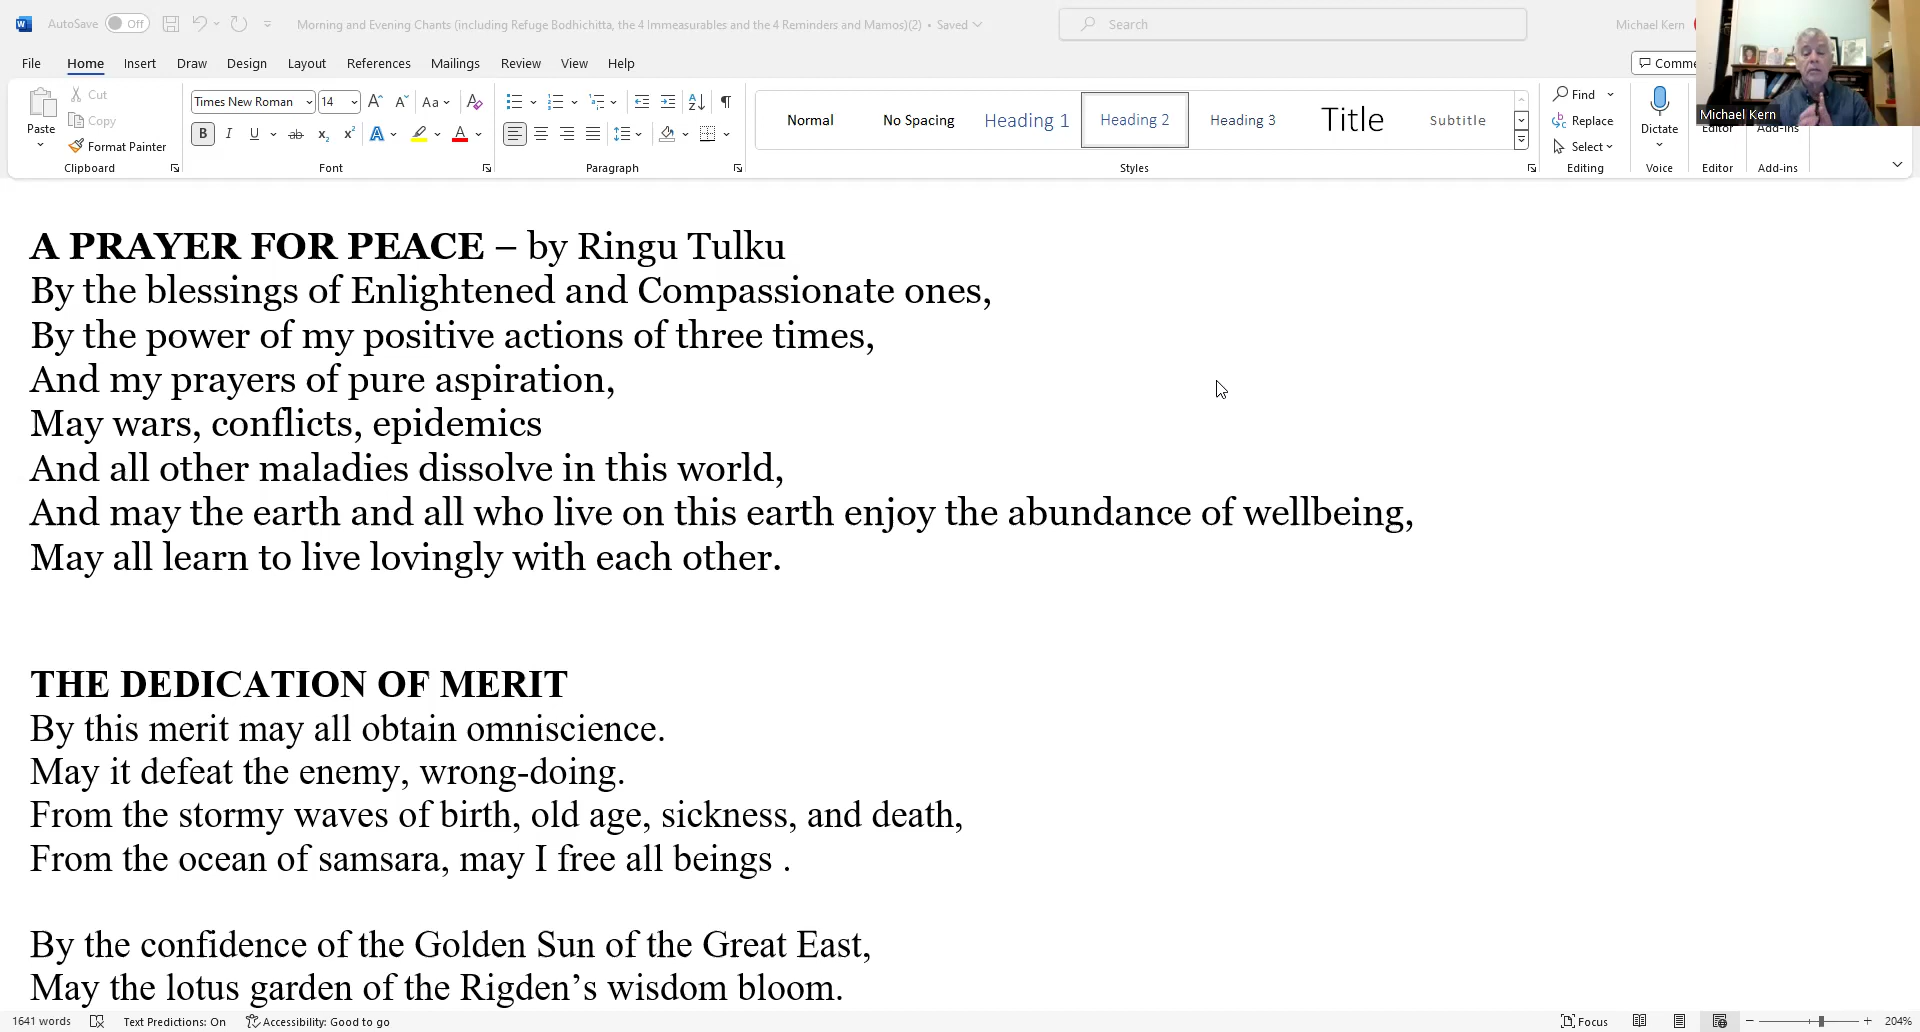 AutoSave Off Morning and Evening Chants (including Refuge Bodhichitta, the 4 Immeasurables and the 4 Reminders and Mamos)(2) • Saved Search Michael Kern
File Home Insert Draw Design Layout References Mailings Review View Help Comme
Paste Cut Copy Format Painter
Clipboard
Times New Roman 14 Aa
B I U ab x₂ x² A A
Font
Paragraph
Normal No Spacing Heading 1 Heading 2 Heading 3 Title Subtitle
Styles
Find Replace Select
Editing
Dictate
Voice
Editor
Editor
Add-ins
Add-ins
Michael Kern
A PRAYER FOR PEACE – by Ringu Tulku
By the blessings of Enlightened and Compassionate ones,
By the power of my positive actions of three times,
And my prayers of pure aspiration,
May wars, conflicts, epidemics
And all other maladies dissolve in this world,
And may the earth and all who live on this earth enjoy the abundance of wellbeing,
May all learn to live lovingly with each other.
THE DEDICATION OF MERIT
By this merit may all obtain omniscience.
May it defeat the enemy, wrong-doing.
From the stormy waves of birth, old age, sickness, and death,
From the ocean of samsara, may I free all beings .
By the confidence of the Golden Sun of the Great East,
May the lotus garden of the Rigden’s wisdom bloom.
1641 words Text Predictions: On Accessibility: Good to go Focus 204%